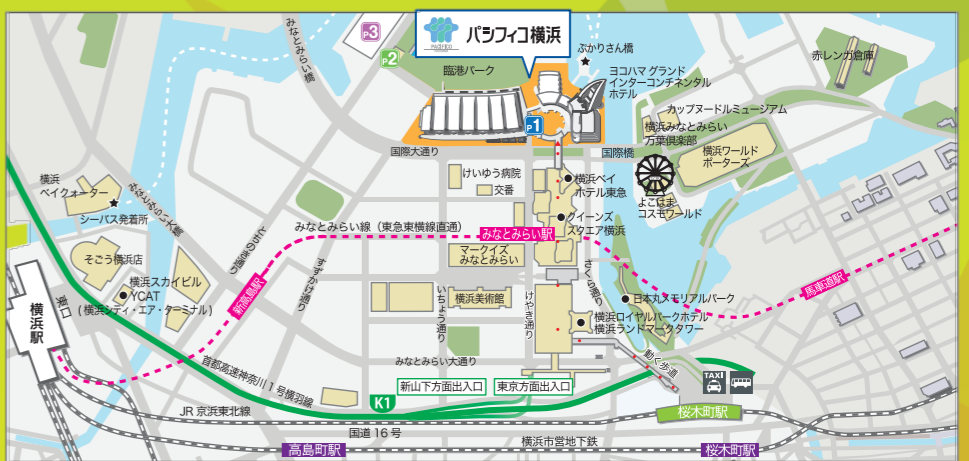 P3
P2
PACIFICO
パシフィコ横浜
みなとみらい橋
臨港パーク
ぷかりさん橋
ヨコハマ グランド
インターコンチネンタル
ホテル
赤レンガ倉庫
カップヌードルミュージアム
P1
横浜みなとみらい
万葉倶楽部
国際大通り
国際橋
横浜ワールド
ポーターズ
けいゆう病院
交番
横浜ベイ
ホテル東急
よこはま
コスモワールド
横浜
ベイクォーター
シーバス発着所
みなとみらい大橋
とちのき通り
みなとみらい線（東急東横線直通）
みなとみらい駅
クイーンズ
スクエア横浜
そごう横浜店
マークイズ
みなとみらい
すずかけ通り
さくら通り
横浜スカイビル
YCAT
(横浜シティ・エア・ターミナル)
新高島駅
馬車道駅
横浜駅
東口
いちょう通り
横浜美術館
けやき通り
日本丸メモリアルパーク
横浜ロイヤルパークホテル
横浜ランドマークタワー
みなとみらい大通り
動く歩道
首都高速神奈川1号横羽線
新山下方面出入口
東京方面出入口
TAXI
K1
桜木町駅
JR 京浜東北線
国道 16 号
横浜市営地下鉄
高島町駅
桜木町駅